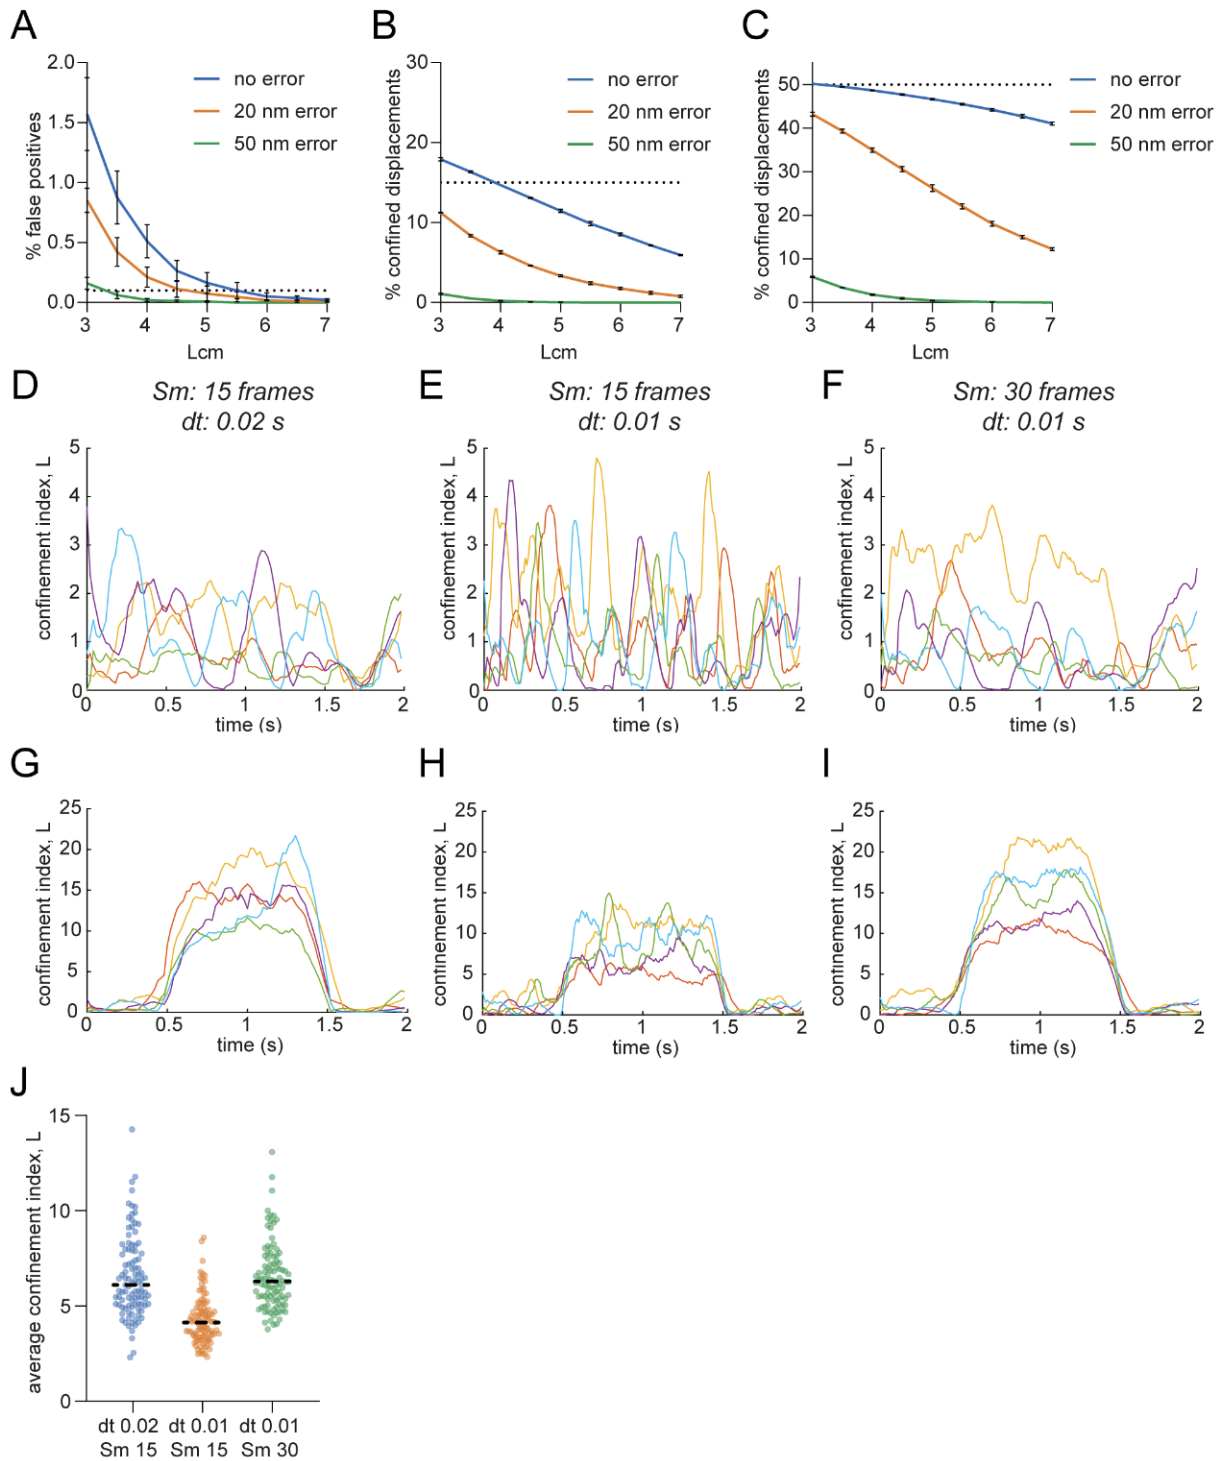 A
B
C
% false positives
2.0
1.5
1.0
0.5
0.0
3
4
5
6
7
Lcm
no error
20 nm error
50 nm error
% confined displacements
30
20
10
0
3
4
5
6
7
Lcm
no error
20 nm error
50 nm error
% confined displacements
50
40
30
20
10
0
3
4
5
6
7
Lcm
no error
20 nm error
50 nm error
D
Sm: 15 frames
dt: 0.02 s
E
Sm: 15 frames
dt: 0.01 s
F
Sm: 30 frames
dt: 0.01 s
confinement index, L
5
4
3
2
1
0
0
0.5
1
1.5
2
time (s)
confinement index, L
5
4
3
2
1
0
0
0.5
1
1.5
2
time (s)
confinement index, L
5
4
3
2
1
0
0
0.5
1
1.5
2
time (s)
G
H
I
confinement index, L
25
20
15
10
5
0
0
0.5
1
1.5
2
time (s)
confinement index, L
25
20
15
10
5
0
0
0.5
1
1.5
2
time (s)
confinement index, L
25
20
15
10
5
0
0
0.5
1
1.5
2
time (s)
J
average confinement index, L
15
10
5
0
dt 0.02
Sm 15
dt 0.01
Sm 15
dt 0.01
Sm 30